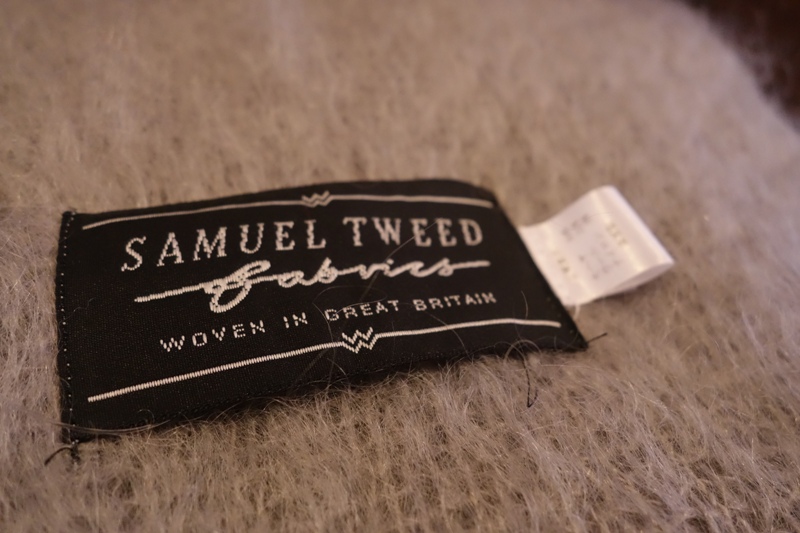 SAMUEL TWEED
Fabrics
WOVEN IN GREAT BRITAIN